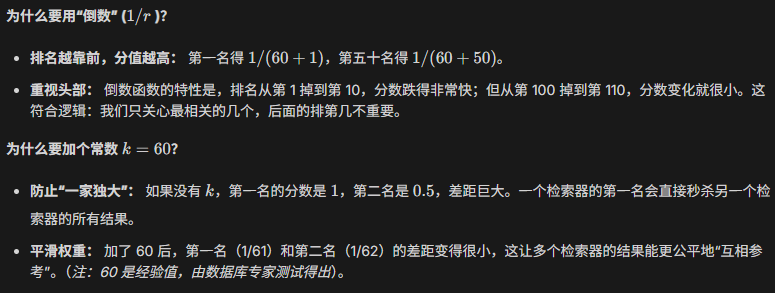 为什么要用“倒数” (1/r )?
• 排名越靠前，分值越高： 第一名得 1/(60 + 1)，第五十名得 1/(60 + 50)。
• 重视头部： 倒数函数的特性是，排名从第 1 掉到第 10，分数跌得非常快；但从第 100 掉到第 110，分数变化就很小。这
符合逻辑：我们只关心最相关的几个，后面的排第几不重要。
为什么要加个常数 k = 60?
• 防止“一家独大”： 如果没有 k，第一名的分数是 1，第二名是 0.5，差距巨大。一个检索器的第一名会直接秒杀另一个检
索器的所有结果。
• 平滑权重： 加了 60 后，第一名（1/61）和第二名（1/62）的差距变得很小，这让多个检索器的结果能更公平地“互相参
考”。（注：60 是经验值，由数据库专家测试得出）。